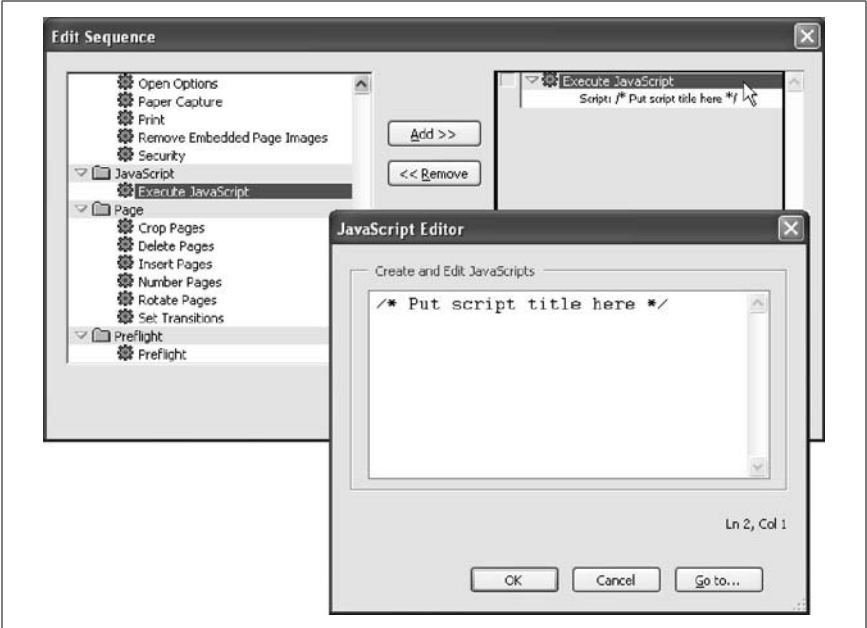 Edit Sequence
Open Options
Paper Capture
Print
Remove Embedded Page Images
Security
JavaScript
Execute JavaScript
Page
Crop Pages
Delete Pages
Insert Pages
Number Pages
Rotate Pages
Set Transitions
Preflight
Preflight
Add >>
<< Remove
Execute JavaScript
Script: /* Put script title here */
JavaScript Editor
Create and Edit JavaScripts
/* Put script title here */
Ln 2, Col 1
OK
Cancel
Go to...